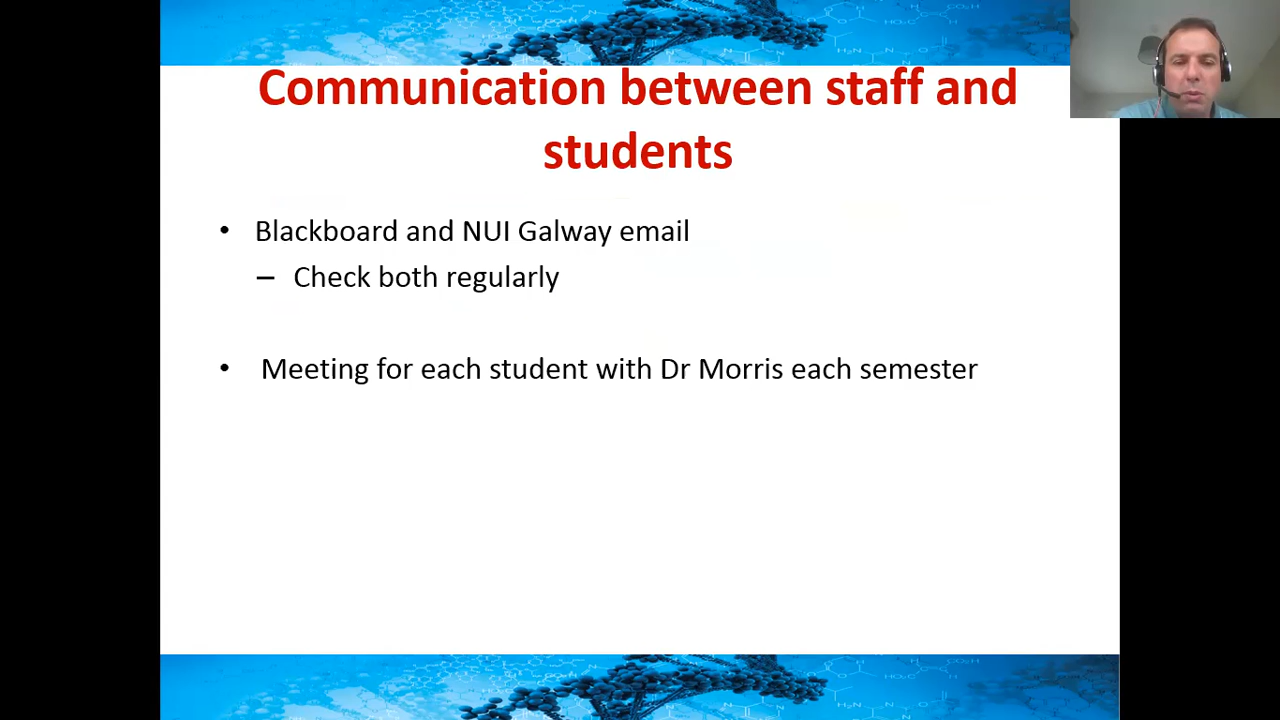 Communication between staff and
students
• Blackboard and NUI Galway email
– Check both regularly
• Meeting for each student with Dr Morris each semester